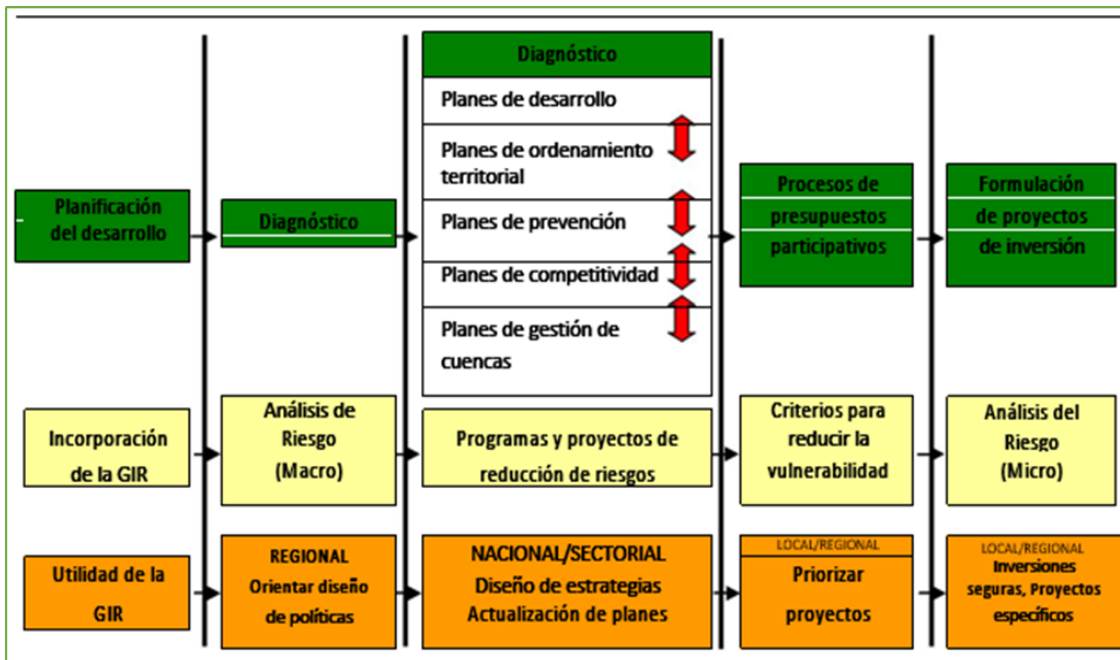 Diagnóstico
Planes de desarrollo
Planes de ordenamiento
territorial
Planes de prevención
Planes de competitividad
Planes de gestión de
cuencas
Planificación
del desarrollo
Diagnóstico
Procesos de
presupuestos
participativos
Formulación
de proyectos
de inversión
Incorporación
de la GIR
Análisis de
Riesgo
(Macro)
Programas y proyectos de
reducción de riesgos
Criterios para
reducir la
vulnerabilidad
Análisis del
Riesgo
(Micro)
Utilidad de la
GIR
REGIONAL
Orientar diseño
de políticas
NACIONAL/SECTORIAL
Diseño de estrategias
Actualización de planes
LOCAL/REGIONAL
Priorizar
proyectos
LOCAL/REGIONAL
Inversiones
seguras, Proyectos
específicos